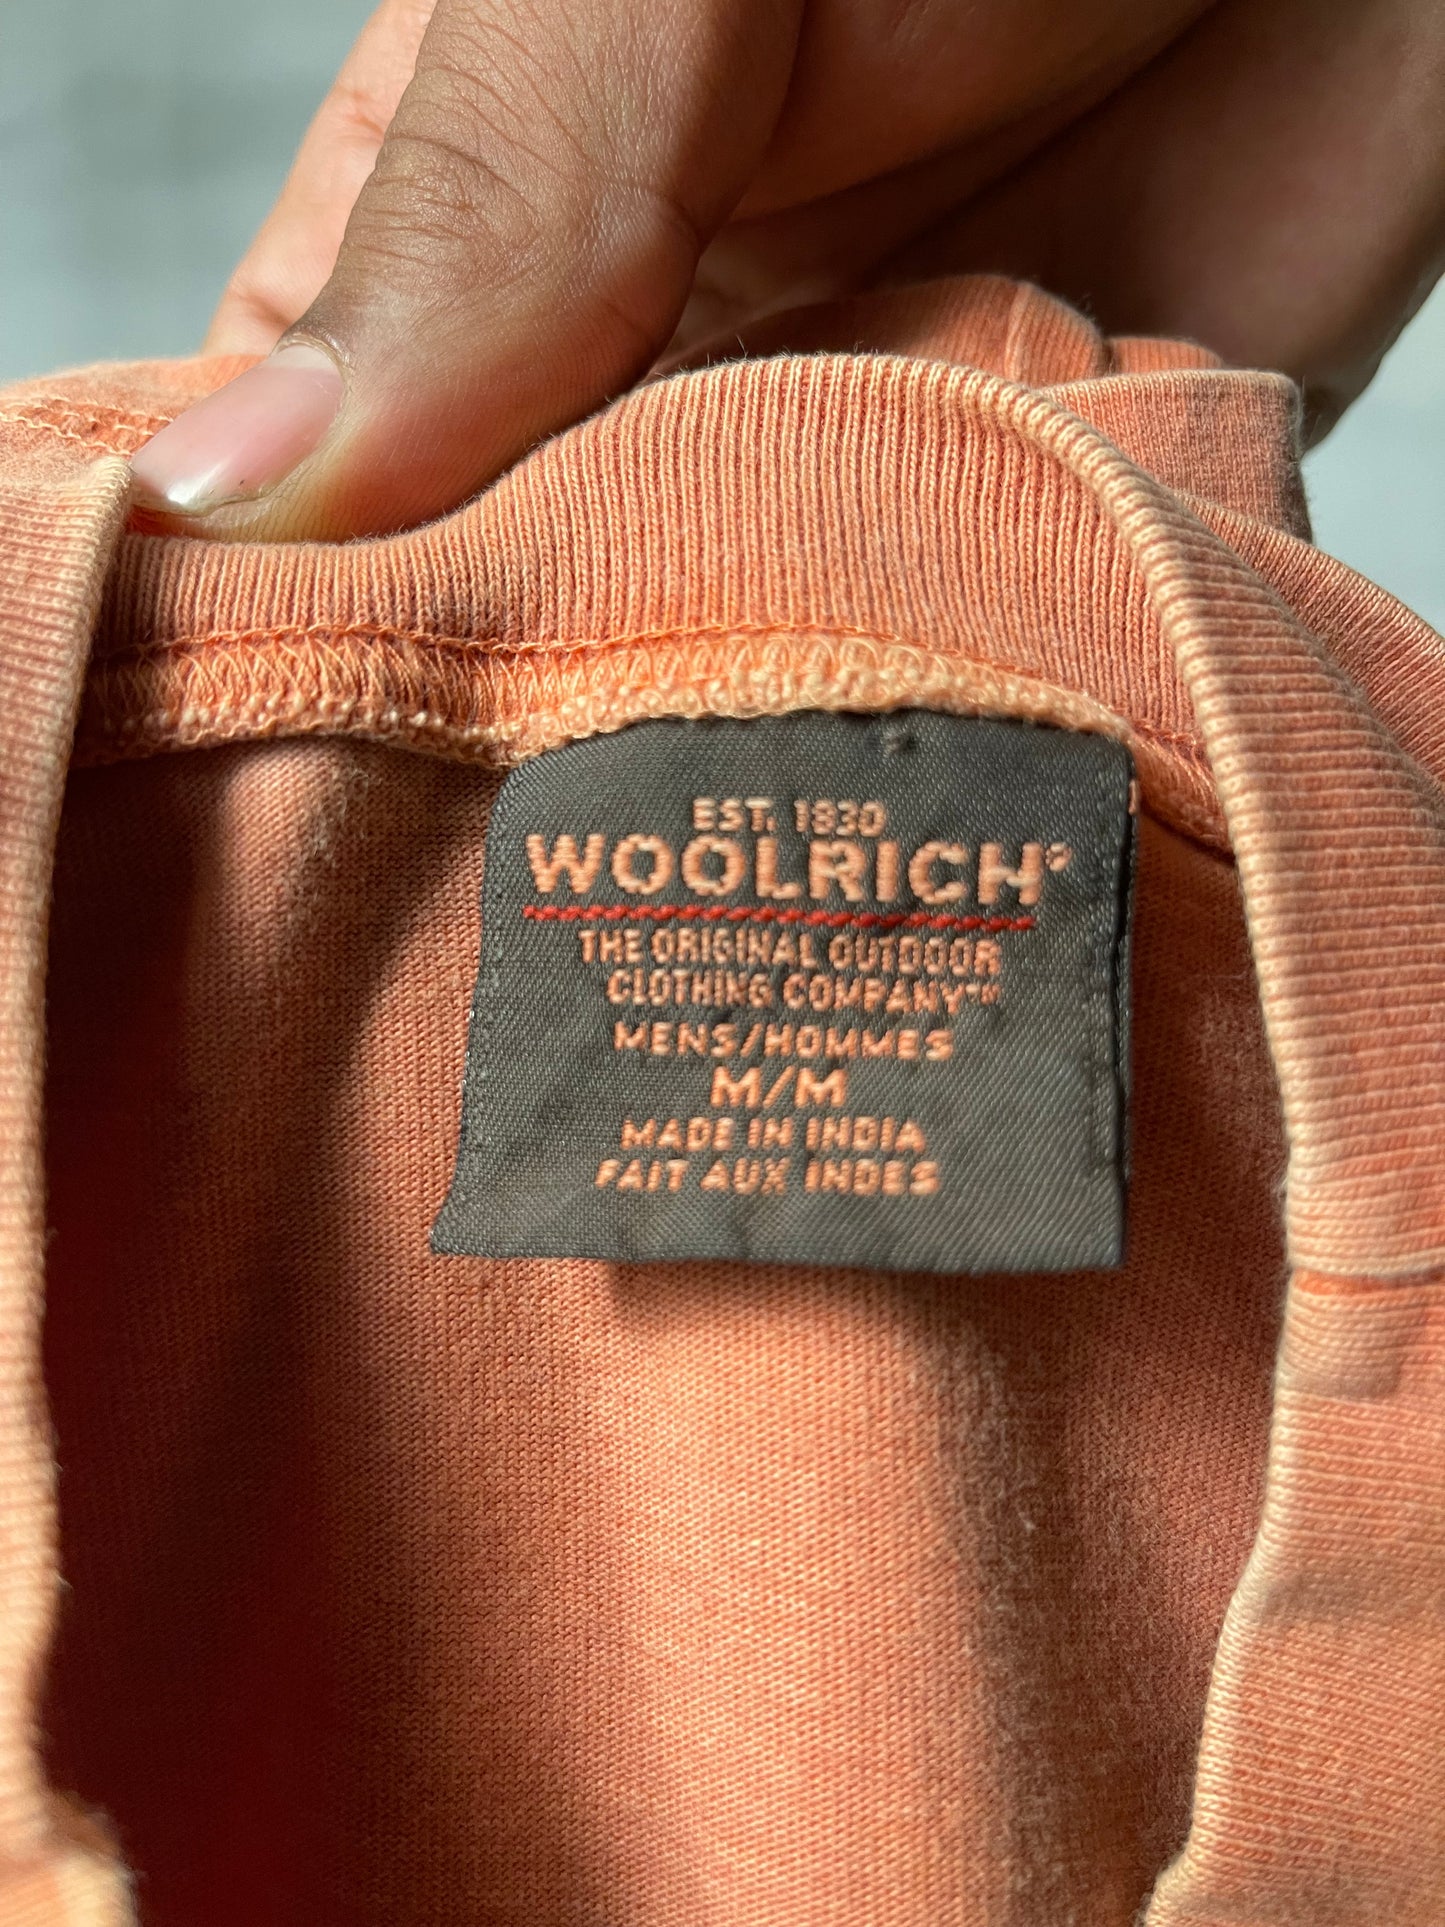 EST. 1830
WOOLRICH®
THE ORIGINAL OUTDOOR
CLOTHING COMPANY™
MENS/HOMMES
M/M
MADE IN INDIA
FAIT AUX INDES